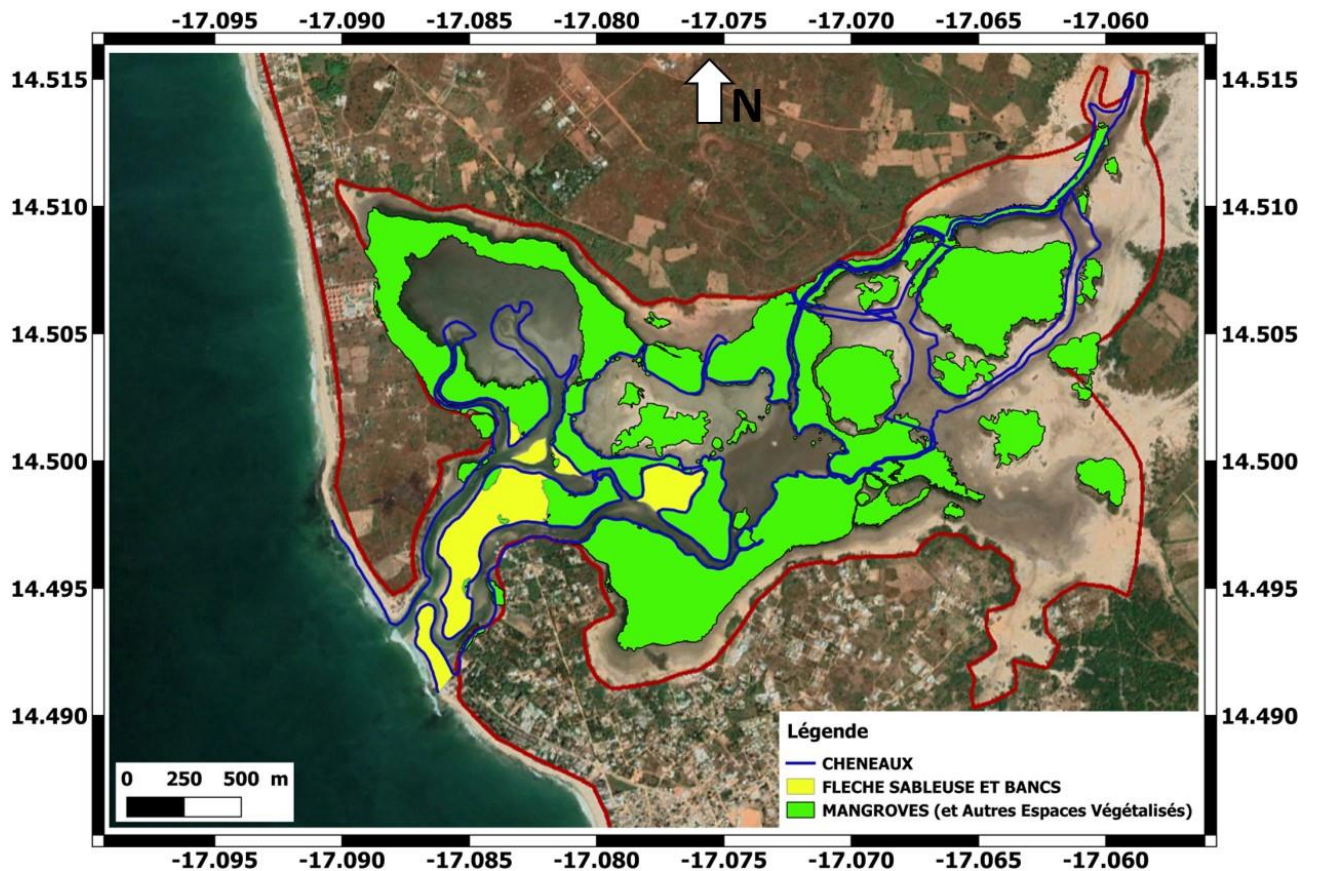 -17.095 -17.090 -17.085 -17.080 -17.075 -17.070 -17.065 -17.060
14.515 14.515
N
14.510 14.510
14.505 14.505
14.500 14.500
14.495 14.495
14.490 14.490
Légende
CHENEAUX
FLECHE SABLEUSE ET BANCS
MANGROVES (et Autres Espaces Végétalisés)
0 250 500 m
-17.095 -17.090 -17.085 -17.080 -17.075 -17.070 -17.065 -17.060